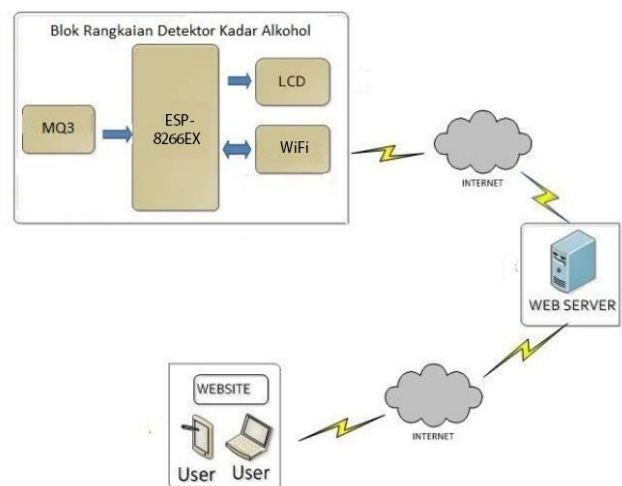 Blok Rangkaian Detektor Kadar Alkohol
MQ3
ESP-
8266EX
LCD
WiFi
INTERNET
WEB SERVER
INTERNET
WEBSITE
User User